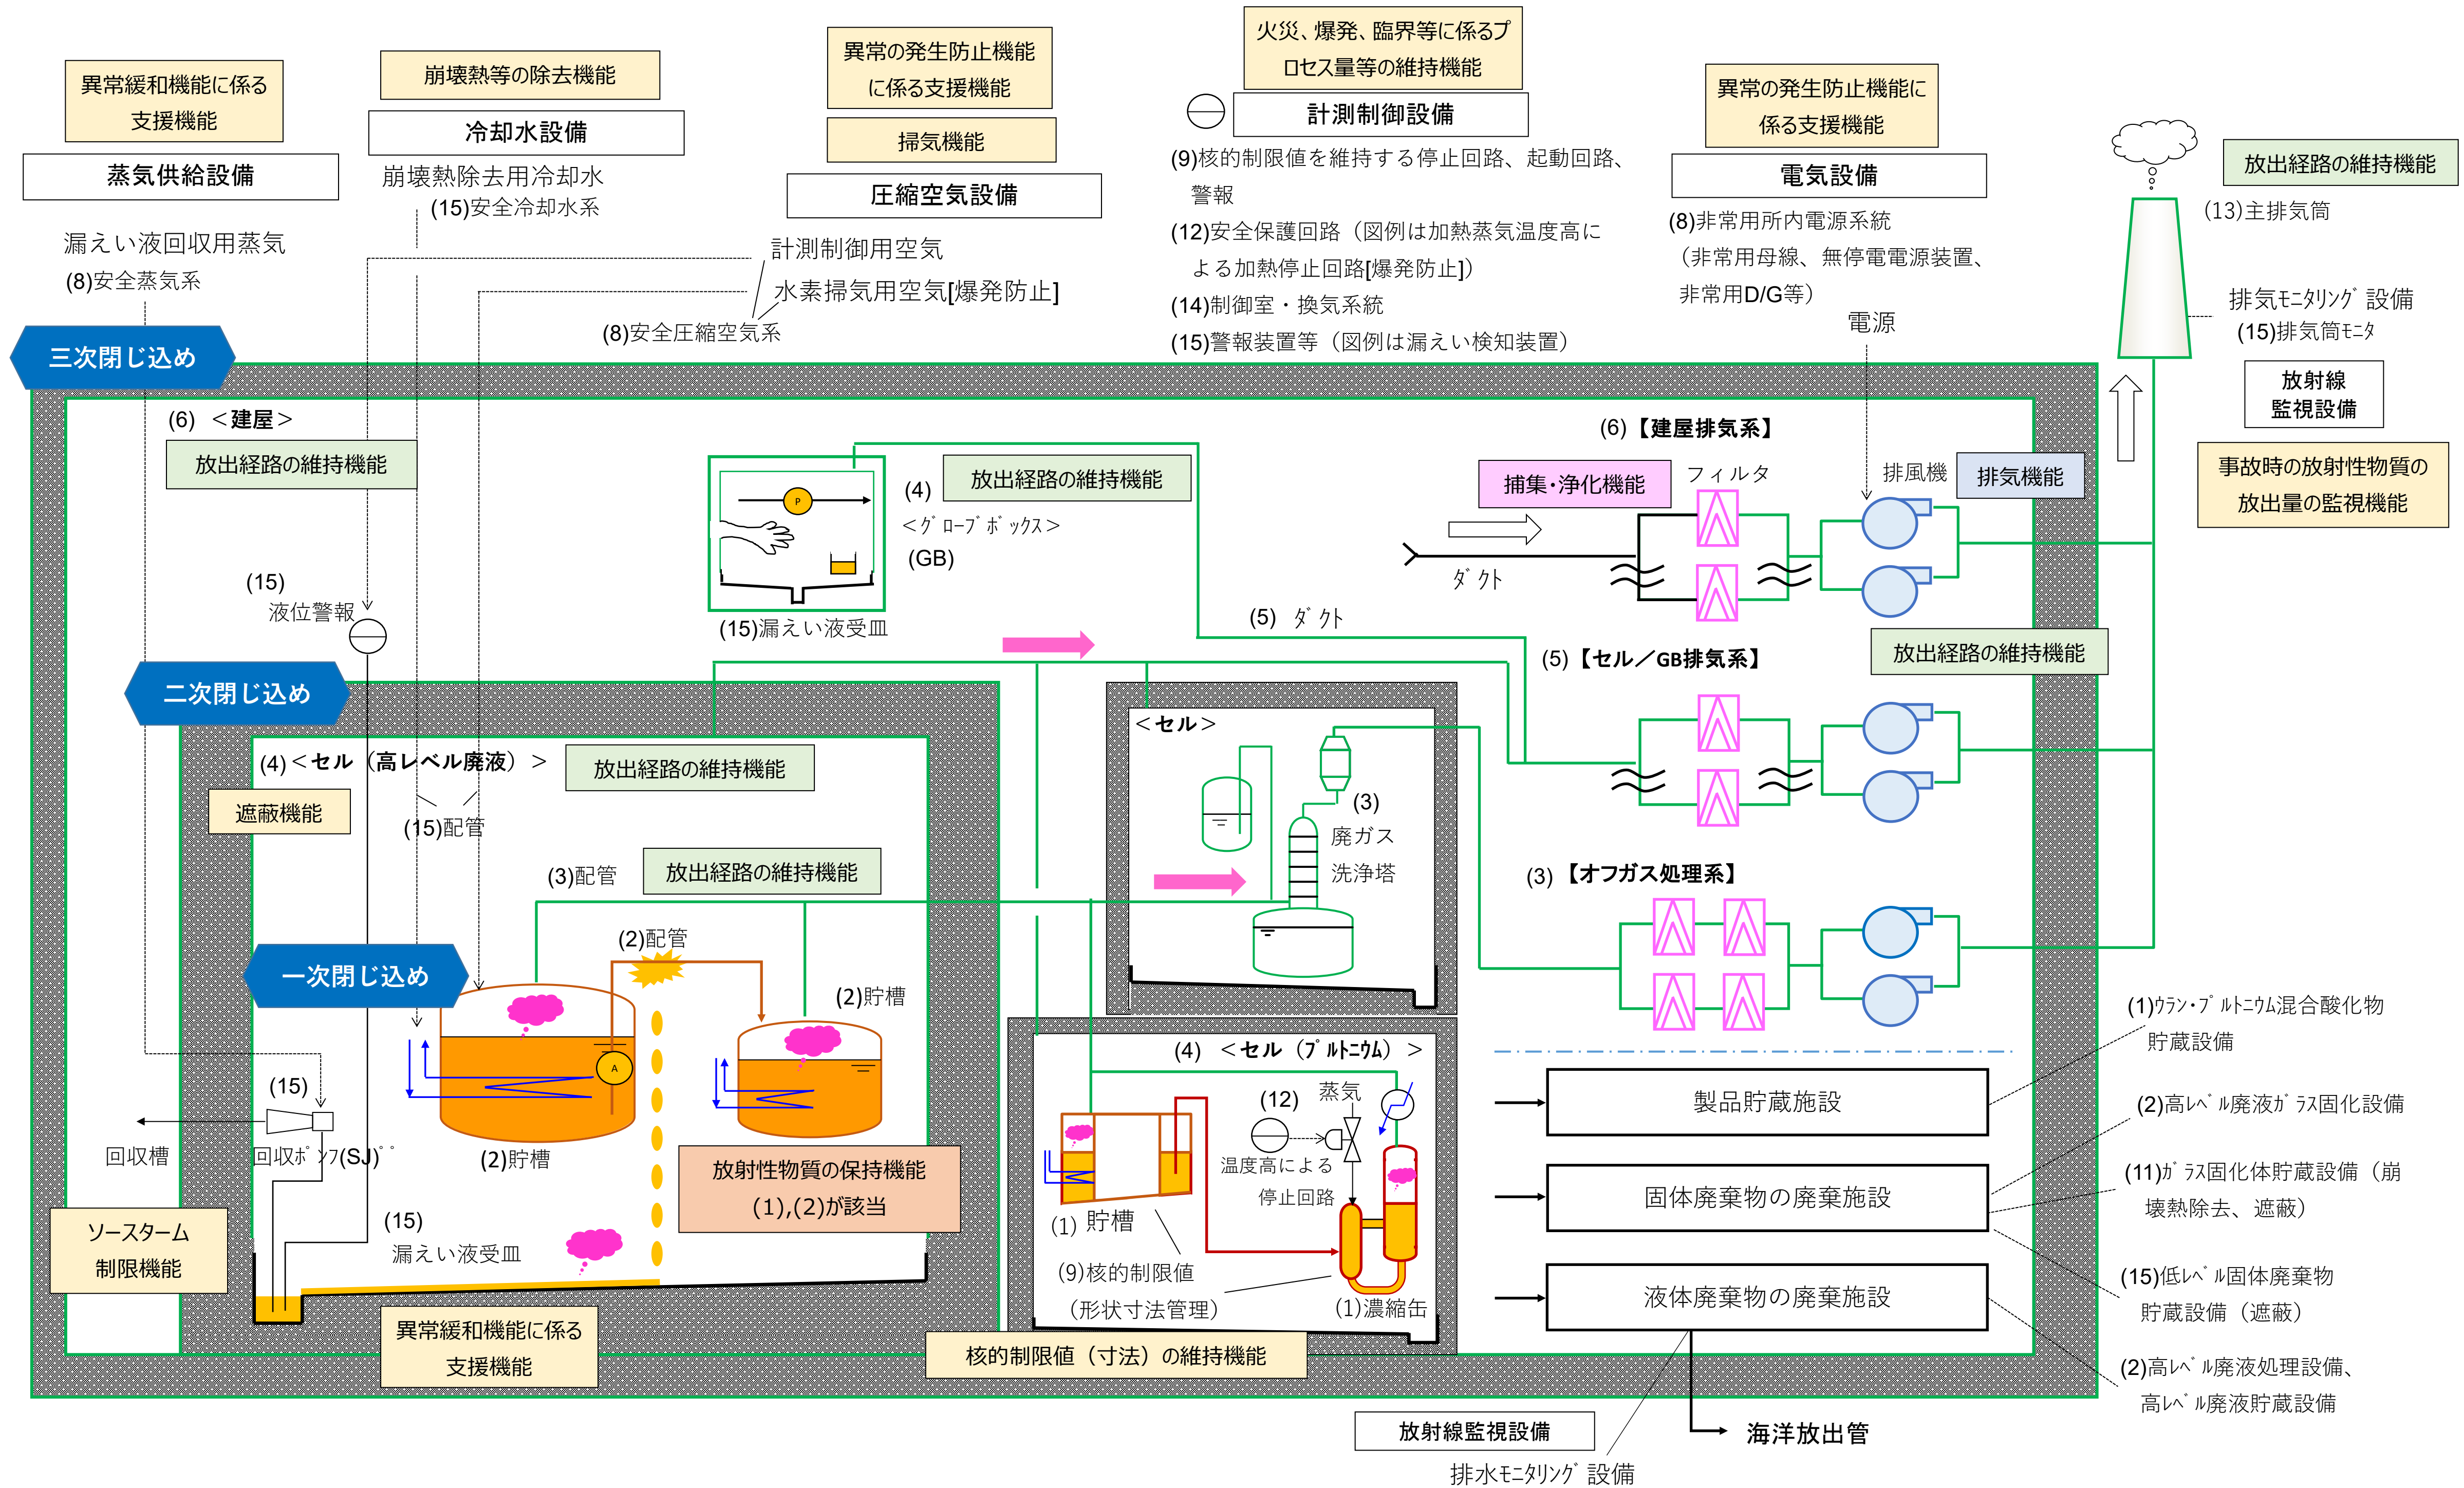 異常緩和機能に係る
支援機能
蒸気供給設備
漏えい液回収用蒸気
(8)安全蒸気系
崩壊熱等の除去機能
冷却水設備
崩壊熱除去用冷却水
(15)安全冷却水系
異常の発生防止機能
に係る支援機能
掃気機能
圧縮空気設備
計測制御用空気
水素掃気用空気[爆発防止]
(8)安全圧縮空気系
火災、爆発、臨界等に係るプ
ロセス量等の維持機能
計測制御設備
(9)核的制限値を維持する停止回路、起動回路、
警報
(12)安全保護回路（図例は加熱蒸気温度高に
よる加熱停止回路[爆発防止]）
(14)制御室・換気系統
(15)警報装置等（図例は漏えい検知装置）
異常の発生防止機能に
係る支援機能
電気設備
(8)非常用所内電源系統
（非常用母線、無停電電源装置、
非常用D/G等）
電源
放出経路の維持機能
(13)主排気筒
排気ﾓﾆﾀﾘﾝｸﾞ設備
(15)排気筒ﾓﾆﾀ
放射線
監視設備
事故時の放射性物質の
放出量の監視機能
三次閉じ込め
(6) ＜建屋＞
放出経路の維持機能
(15)
液位警報
P
(4)
放出経路の維持機能
＜ｸﾞﾛｰﾌﾞﾎﾞｯｸｽ＞
(GB)
(15)漏えい液受皿
(6)【建屋排気系】
捕集・浄化機能
フィルタ
排風機
排気機能
ﾀﾞｸﾄ
(5) ﾀﾞｸﾄ
放出経路の維持機能
(5)【セル／GB排気系】
二次閉じ込め
(4)＜セル（高レベル廃液）＞
放出経路の維持機能
遮蔽機能
(15)配管
(3)配管
放出経路の維持機能
＜セル＞
(3)
廃ガス
洗浄塔
(3)【オフガス処理系】
一次閉じ込め
(2)配管
(2)貯槽
A
(2)貯槽
(15)
回収槽
回収ﾎﾟﾝﾌﾟ(SJ)
放射性物質の保持機能
(1),(2)が該当
ソースターム
制限機能
(15)
漏えい液受皿
異常緩和機能に係る
支援機能
(4) ＜セル（ﾌﾟﾙﾄﾆｳﾑ）＞
(12)
蒸気
温度高による
停止回路
(1) 貯槽
(9)核的制限値
（形状寸法管理）
(1)濃縮缶
核的制限値（寸法）の維持機能
製品貯蔵施設
固体廃棄物の廃棄施設
液体廃棄物の廃棄施設
(1)ｳﾗﾝ･ﾌﾟﾙﾄﾆｳﾑ混合酸化物
貯蔵設備
(2)高ﾚﾍﾞﾙ廃液ｶﾞﾗｽ固化設備
(11)ｶﾞﾗｽ固化体貯蔵設備（崩
壊熱除去、遮蔽）
(15)低ﾚﾍﾞﾙ固体廃棄物
貯蔵設備（遮蔽）
(2)高ﾚﾍﾞﾙ廃液処理設備、
高ﾚﾍﾞﾙ廃液貯蔵設備
放射線監視設備
排水ﾓﾆﾀﾘﾝｸﾞ設備
海洋放出管